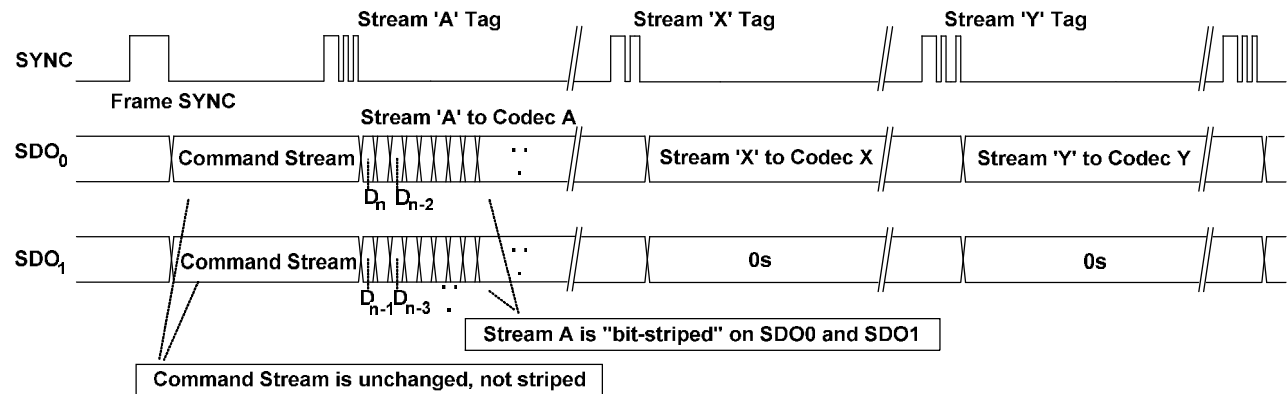 Stream 'A' Tag
Stream 'X' Tag
Stream 'Y' Tag
SYNC
Frame SYNC
Stream 'A' to Codec A
SDO0
Command Stream
Stream 'X' to Codec X
Stream 'Y' to Codec Y
Dn
Dn-2
SDO1
Command Stream
0s
0s
Dn-1
Dn-3
Stream A is "bit-striped" on SDO0 and SDO1
Command Stream is unchanged, not striped